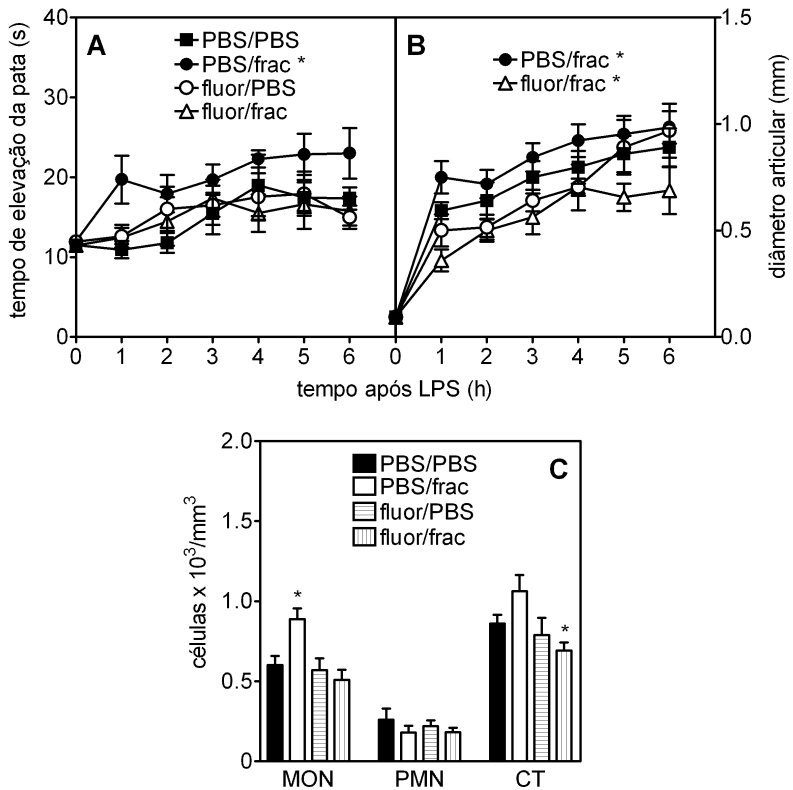 A
PBS/PBS
PBS/frac *
fluor/PBS
fluor/frac
tempo de elevação da pata (s)
40
30
20
10
0
0 1 2 3 4 5 6
B
PBS/frac *
fluor/frac *
diâmetro articular (mm)
1.5
1.0
0.5
0.0
0 1 2 3 4 5 6
tempo após LPS (h)
C
PBS/PBS
PBS/frac
fluor/PBS
fluor/frac
células x 10³/mm³
2.0
1.5
1.0
0.5
0
*
*
MON PMN CT